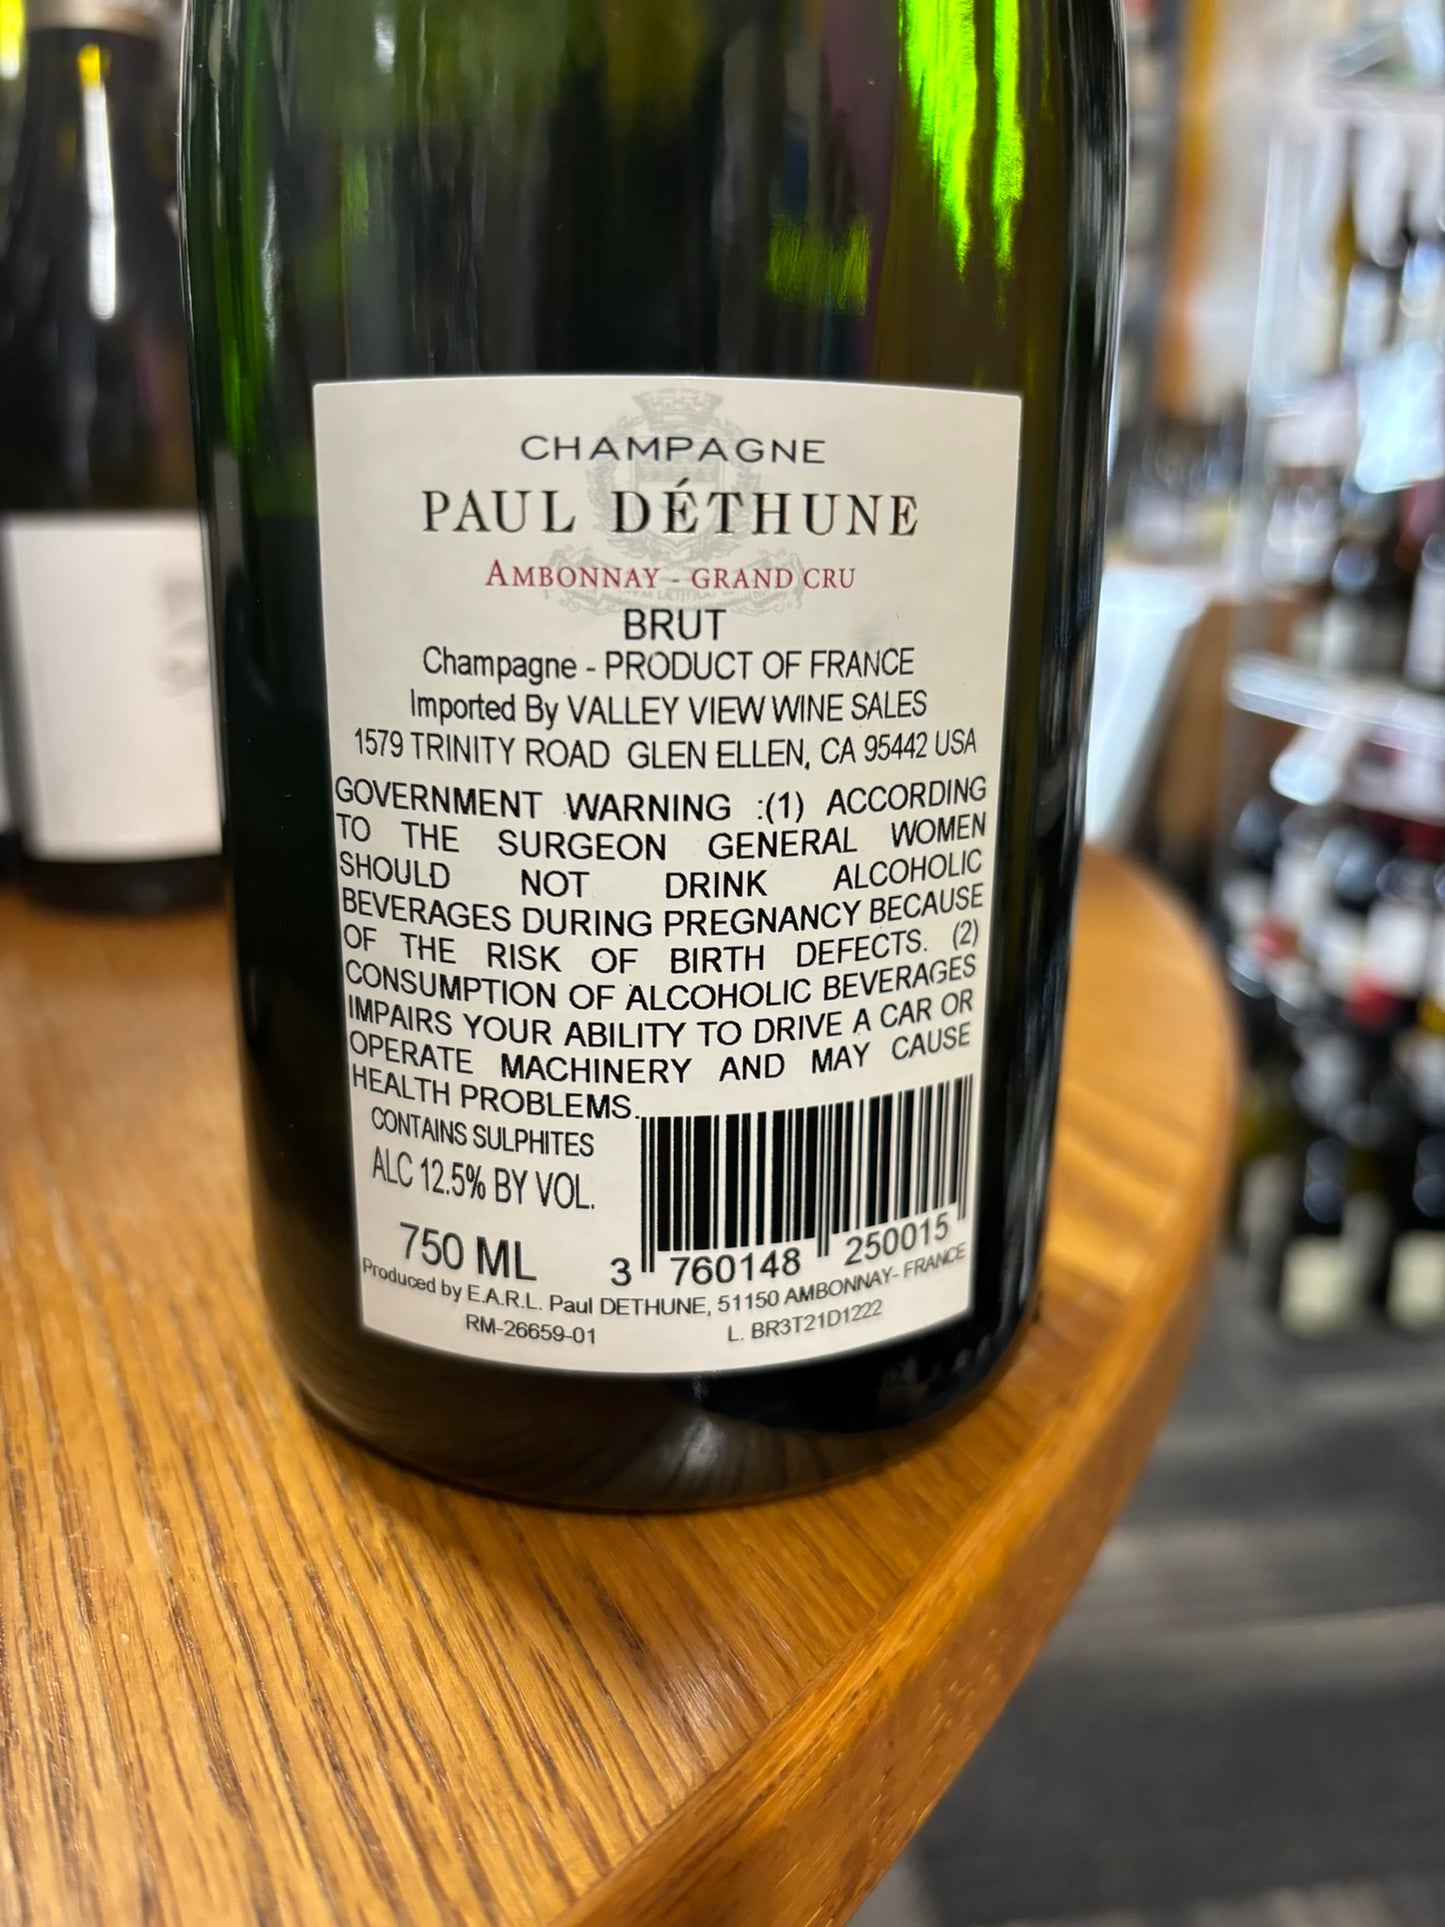 CHAMPAGNE
PAUL DÉTHUNE
AMBONNAY - GRAND CRU
BRUT
Champagne - PRODUCT OF FRANCE
Imported By VALLEY VIEW WINE SALES
1579 TRINITY ROAD GLEN ELLEN, CA 95442 USA
GOVERNMENT WARNING :(1) ACCORDING
TO THE SURGEON GENERAL WOMEN
SHOULD NOT DRINK ALCOHOLIC
BEVERAGES DURING PREGNANCY BECAUSE
OF THE RISK OF BIRTH DEFECTS. (2)
CONSUMPTION OF ALCOHOLIC BEVERAGES
IMPAIRS YOUR ABILITY TO DRIVE A CAR OR
OPERATE MACHINERY AND MAY CAUSE
HEALTH PROBLEMS.
CONTAINS SULPHITES
ALC 12.5% BY VOL.
750 ML
3 760148 250015
Produced by E.A.R.L. Paul DETHUNE, 51150 AMBONNAY- FRANCE
RM-26659-01 L. BR3T21D1222